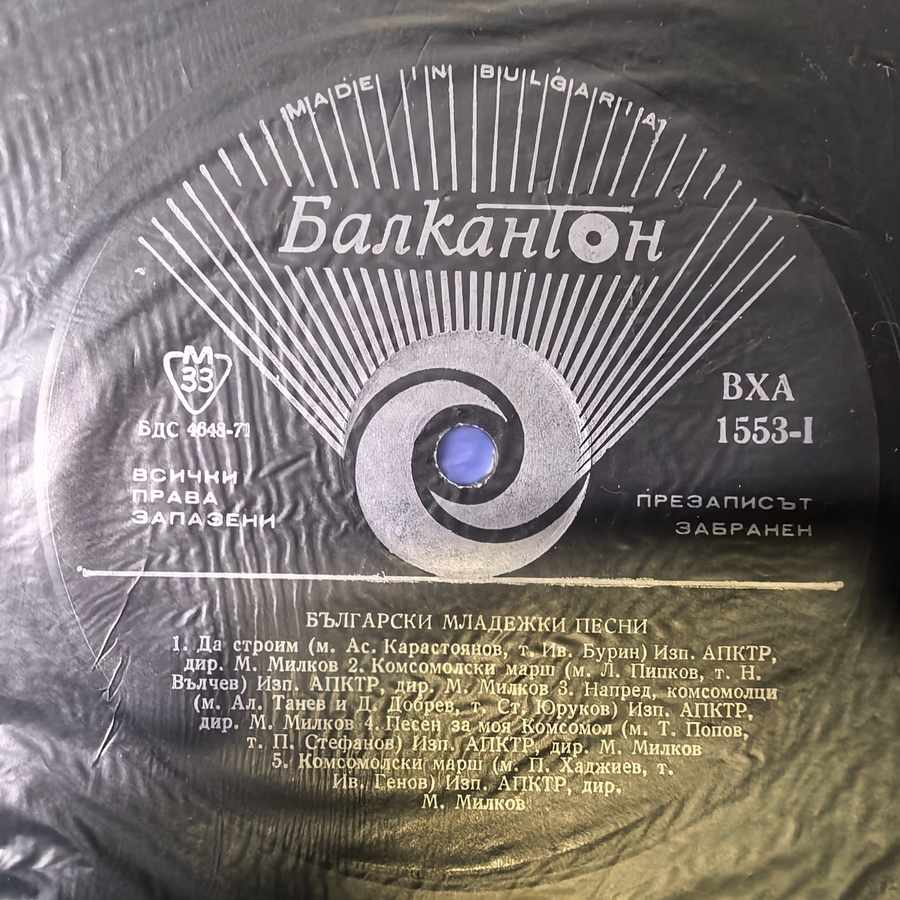 MADE IN BULGARIA
Балкантон
М
33
БДС 4648-71
ВСИЧКИ
ПРАВА
ЗАПАЗЕНИ
ВХА
1553-I
ПРЕЗАПИСЪТ
ЗАБРАНЕН
БЪЛГАРСКИ МЛАДЕЖКИ ПЕСНИ
1. Да строим (м. Ас. Карастоянов, т. Ив. Бурин) Изп. АПКТР,
дир. М. Милков 2. Комсомолски марш (м. Л. Пипков, т. Н.
Вълчев) Изп. АПКТР, дир. М. Милков 3. Напред, комсомолци
(м. Ал. Танев и Д. Добрев, т. Ст. Юруков) Изп. АПКТР,
дир. М. Милков 4. Песен за моя Комсомол (м. Т. Попов,
т. П. Стефанов) Изп. АПКТР, дир. М. Милков
5. Комсомолски марш (м. П. Хаджиев, т.
Ив. Генов) Изп. АПКТР, дир.
М. Милков